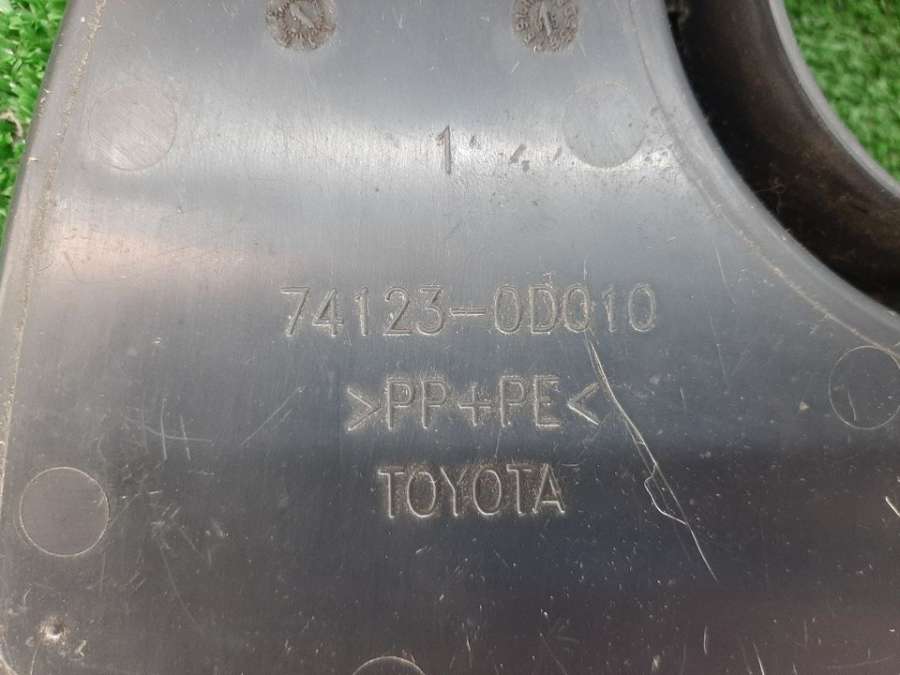 1
74123-0D010
>PP+PE<
TOYOTA